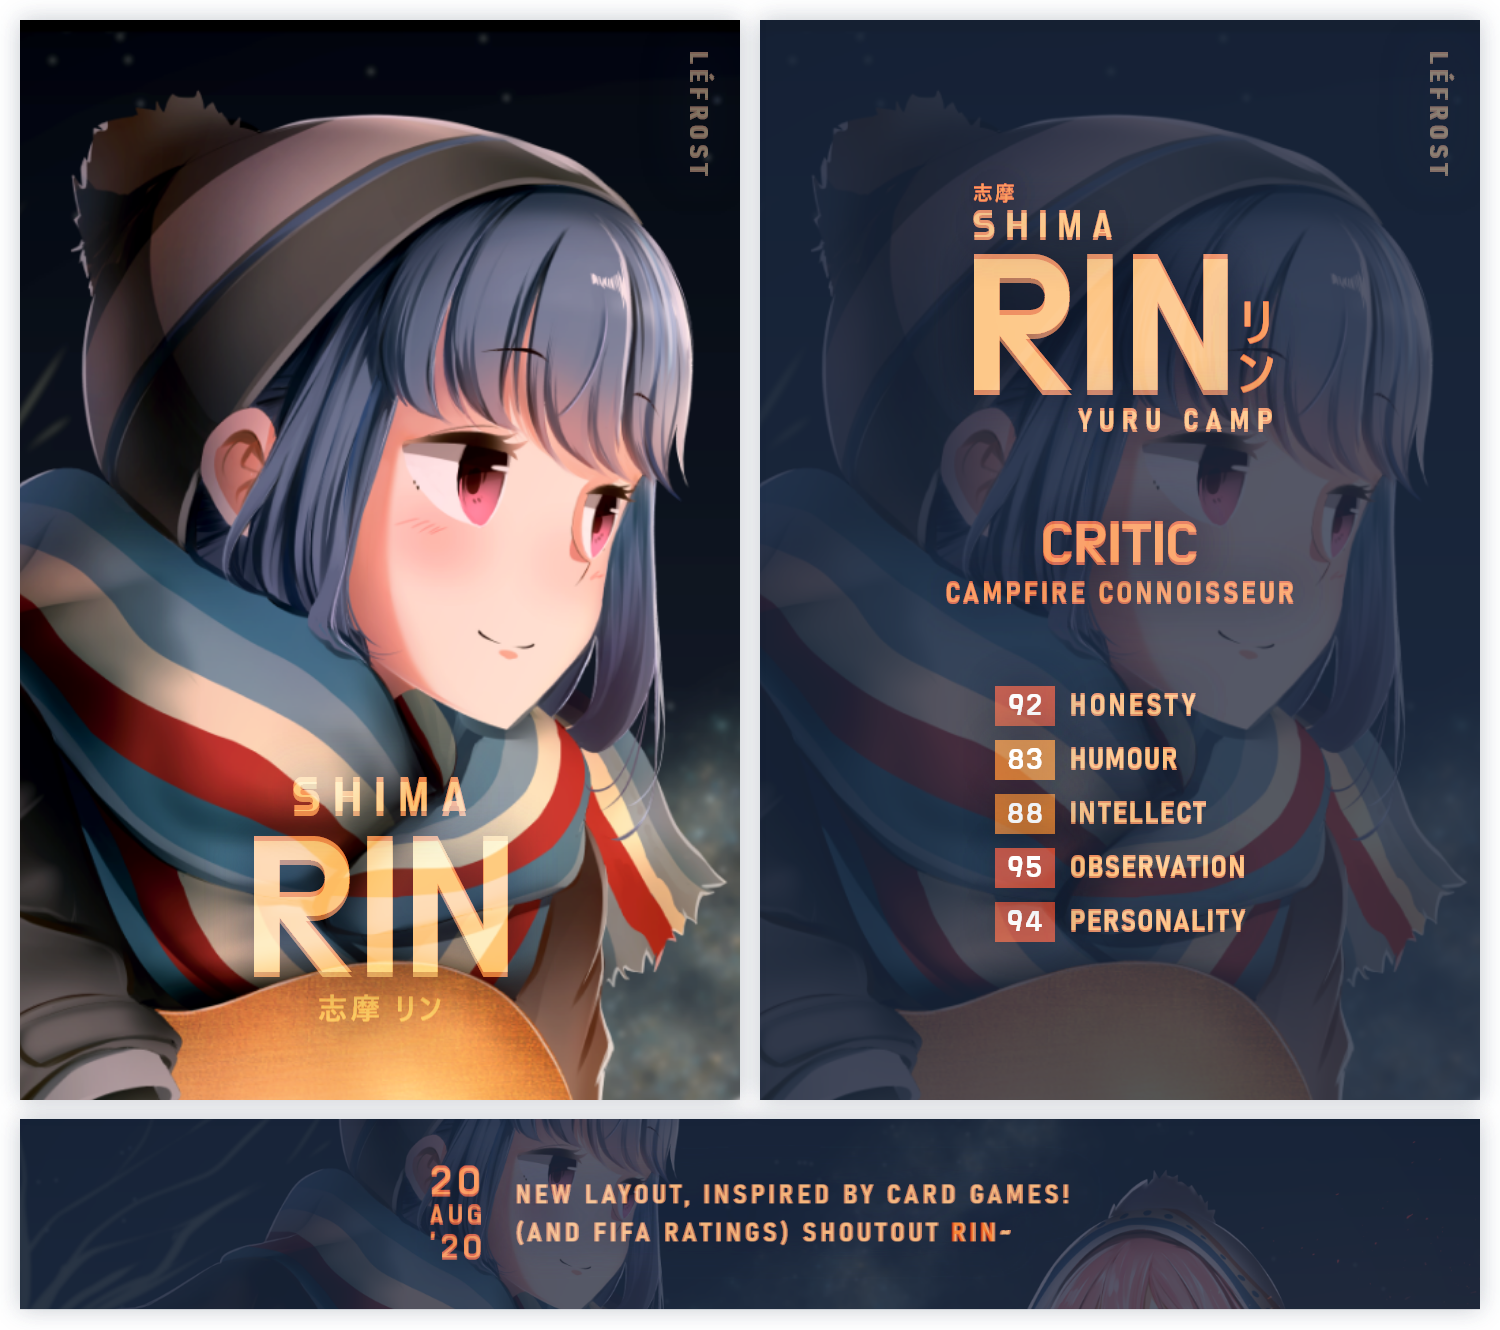 LÉFROST
SHIMA
RIN
志摩 リン
LÉFROST
志摩
SHIMA
RIN
リン
YURU CAMP
CRITIC
CAMPFIRE CONNOISSEUR
92 HONESTY
83 HUMOUR
88 INTELLECT
95 OBSERVATION
94 PERSONALITY
20
AUG
'20
NEW LAYOUT, INSPIRED BY CARD GAMES!
(AND FIFA RATINGS) SHOUTOUT RIN~